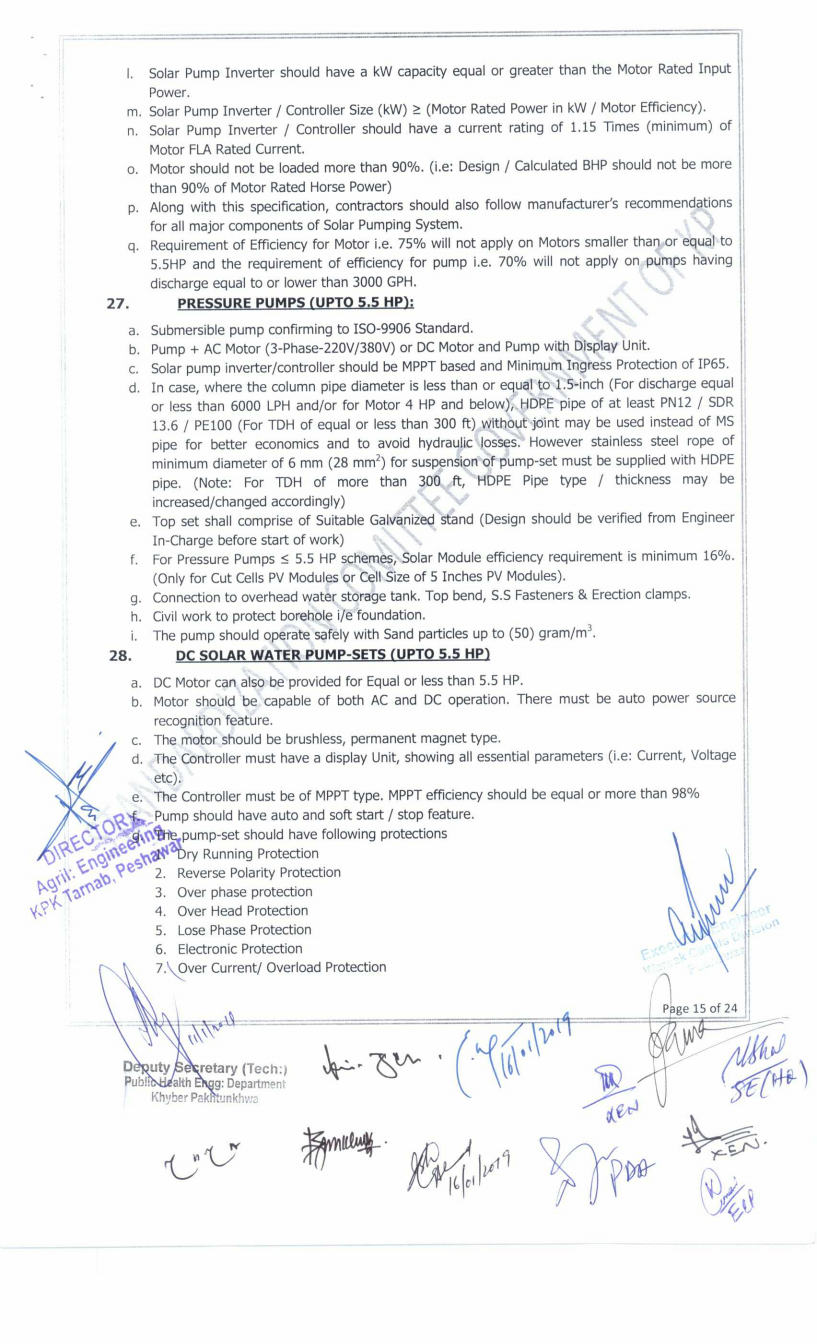 l. Solar Pump Inverter should have a kW capacity equal or greater than the Motor Rated Input
Power.
m. Solar Pump Inverter / Controller Size (kW) ≥ (Motor Rated Power in kW / Motor Efficiency).
n. Solar Pump Inverter / Controller should have a current rating of 1.15 Times (minimum) of
Motor FLA Rated Current.
o. Motor should not be loaded more than 90%. (i.e: Design / Calculated BHP should not be more
than 90% of Motor Rated Horse Power)
p. Along with this specification, contractors should also follow manufacturer's recommendations
for all major components of Solar Pumping System.
q. Requirement of Efficiency for Motor i.e. 75% will not apply on Motors smaller than or equal to
5.5HP and the requirement of efficiency for pump i.e. 70% will not apply on pumps having
discharge equal to or lower than 3000 GPH.
27. PRESSURE PUMPS (UPTO 5.5 HP):
a. Submersible pump confirming to ISO-9906 Standard.
b. Pump + AC Motor (3-Phase-220V/380V) or DC Motor and Pump with Display Unit.
c. Solar pump inverter/controller should be MPPT based and Minimum Ingress Protection of IP65.
d. In case, where the column pipe diameter is less than or equal to 1.5-inch (For discharge equal
or less than 6000 LPH and/or for Motor 4 HP and below), HDPE pipe of at least PN12 / SDR
13.6 / PE100 (For TDH of equal or less than 300 ft) without joint may be used instead of MS
pipe for better economics and to avoid hydraulic losses. However stainless steel rope of
minimum diameter of 6 mm (28 mm²) for suspension of pump-set must be supplied with HDPE
pipe. (Note: For TDH of more than 300 ft, HDPE Pipe type / thickness may be
increased/changed accordingly)
e. Top set shall comprise of Suitable Galvanized stand (Design should be verified from Engineer
In-Charge before start of work)
f. For Pressure Pumps ≤ 5.5 HP schemes, Solar Module efficiency requirement is minimum 16%.
(Only for Cut Cells PV Modules or Cell Size of 5 Inches PV Modules).
g. Connection to overhead water storage tank. Top bend, S.S Fasteners & Erection clamps.
h. Civil work to protect borehole i/e foundation.
i. The pump should operate safely with Sand particles up to (50) gram/m³.
28. DC SOLAR WATER PUMP-SETS (UPTO 5.5 HP)
a. DC Motor can also be provided for Equal or less than 5.5 HP.
b. Motor should be capable of both AC and DC operation. There must be auto power source
recognition feature.
c. The motor should be brushless, permanent magnet type.
d. The Controller must have a display Unit, showing all essential parameters (i.e: Current, Voltage
etc).
e. The Controller must be of MPPT type. MPPT efficiency should be equal or more than 98%
f. Pump should have auto and soft start / stop feature.
g. The pump-set should have following protections
1. Dry Running Protection
2. Reverse Polarity Protection
3. Over phase protection
4. Over Head Protection
5. Lose Phase Protection
6. Electronic Protection
7. Over Current/ Overload Protection
STANDARDIZATION COMITTEE GOVERNMENT OF KP
DIRECTOR
Agril: Engineering
KPK Tarnab, Peshawar
Executive Engineer
Division
Page 15 of 24
16/01/2019
Deputy Secretary (Tech:)
Public Health Engg: Department
Khyber Pakhtunkhwa
XEN
SE(HQ)
16/01/2019
PDA
XEN.